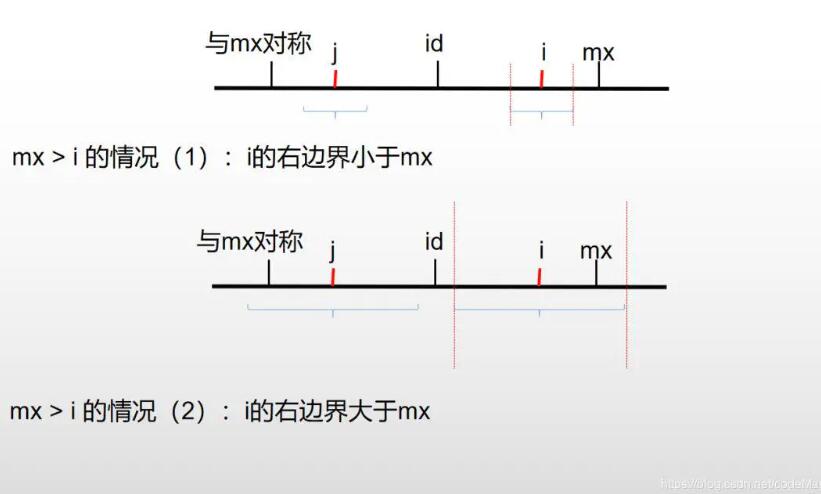 与mx对称 j id i mx
mx > i 的情况（1）：i的右边界小于mx
与mx对称 j id i mx
mx > i 的情况（2）：i的右边界大于mx
https://blog.csdn.net/codeMa